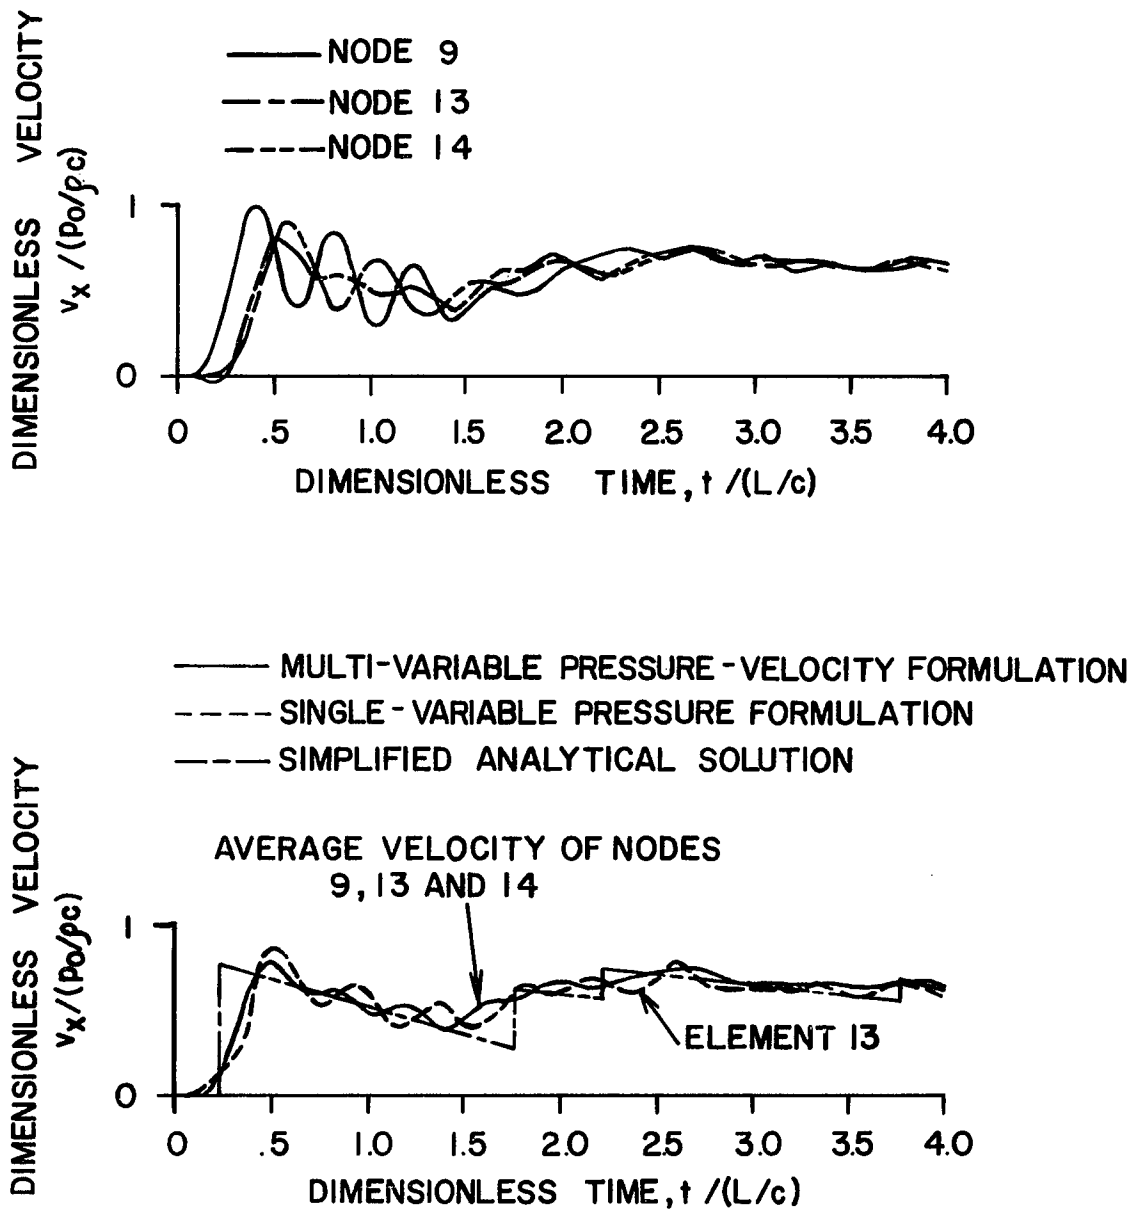 NODE 9
NODE 13
NODE 14
DIMENSIONLESS VELOCITY
vx/(po/ρc)
1
0
0 .5 1.0 1.5 2.0 2.5 3.0 3.5 4.0
DIMENSIONLESS TIME, t/(L/c)
MULTI-VARIABLE PRESSURE-VELOCITY FORMULATION
SINGLE-VARIABLE PRESSURE FORMULATION
SIMPLIFIED ANALYTICAL SOLUTION
DIMENSIONLESS VELOCITY
vx/(po/ρc)
AVERAGE VELOCITY OF NODES
9, 13 AND 14
1
ELEMENT 13
0
0 .5 1.0 1.5 2.0 2.5 3.0 3.5 4.0
DIMENSIONLESS TIME, t/(L/c)